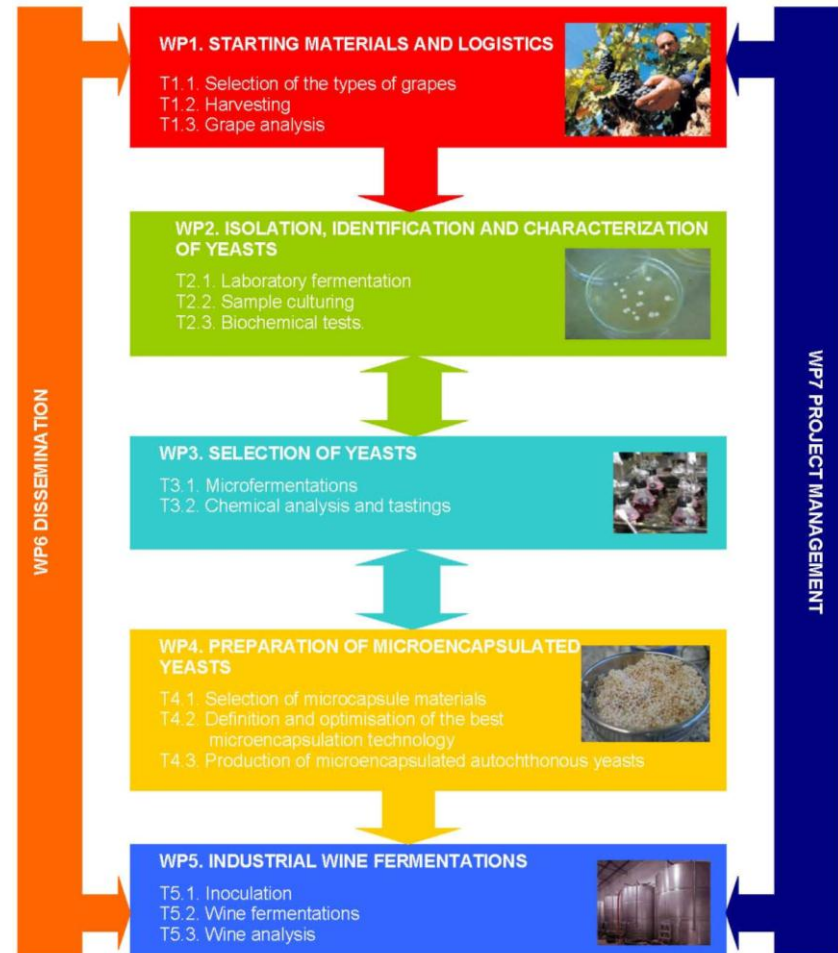 WP1. STARTING MATERIALS AND LOGISTICS
T1.1. Selection of the types of grapes
T1.2. Harvesting
T1.3. Grape analysis
WP2. ISOLATION, IDENTIFICATION AND CHARACTERIZATION
OF YEASTS
T2.1. Laboratory fermentation
T2.2. Sample culturing
T2.3. Biochemical tests.
WP3. SELECTION OF YEASTS
T3.1. Microfermentations
T3.2. Chemical analysis and tastings
WP4. PREPARATION OF MICROENCAPSULATED
YEASTS
T4.1. Selection of microcapsule materials
T4.2. Definition and optimisation of the best
microencapsulation technology
T4.3. Production of microencapsulated autochthonous yeasts
WP5. INDUSTRIAL WINE FERMENTATIONS
T5.1. Inoculation
T5.2. Wine fermentations
T5.3. Wine analysis
WP6 DISSEMINATION
WP7 PROJECT MANAGEMENT